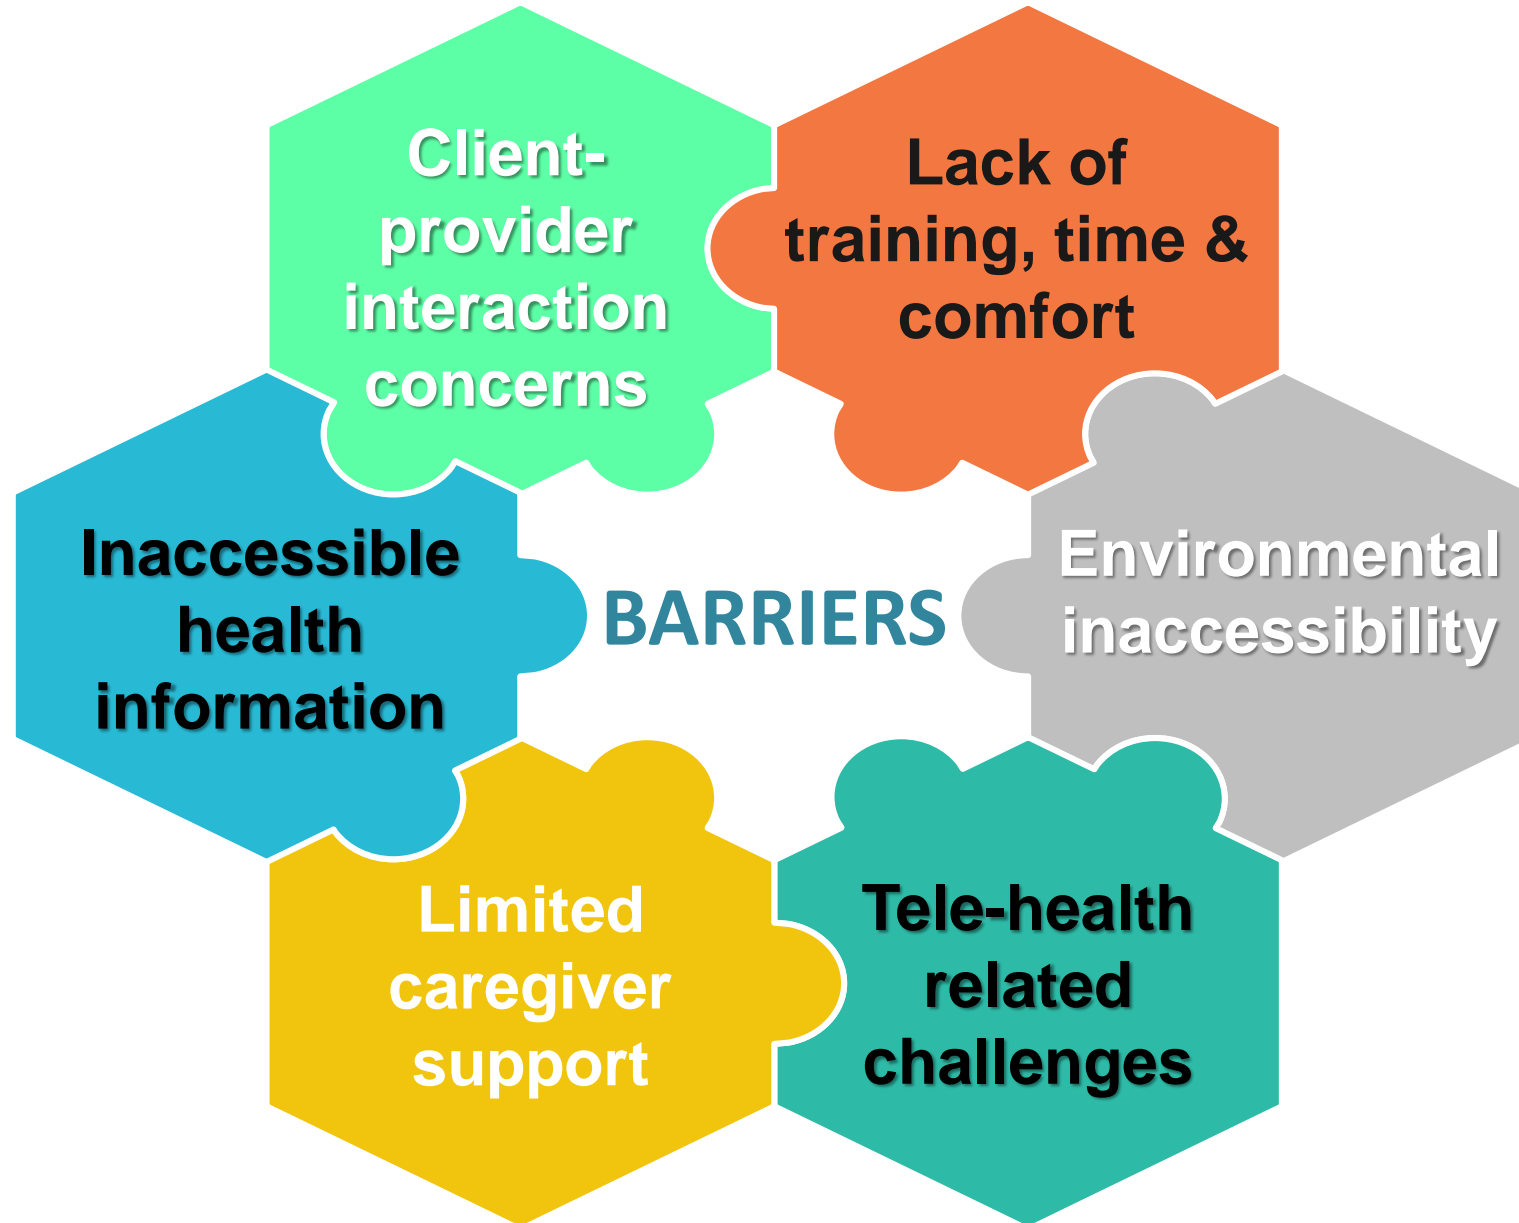 Client-
provider
interaction
concerns
Lack of
training, time &
comfort
Inaccessible
health
information
BARRIERS
Environmental
inaccessibility
Limited
caregiver
support
Tele-health
related
challenges